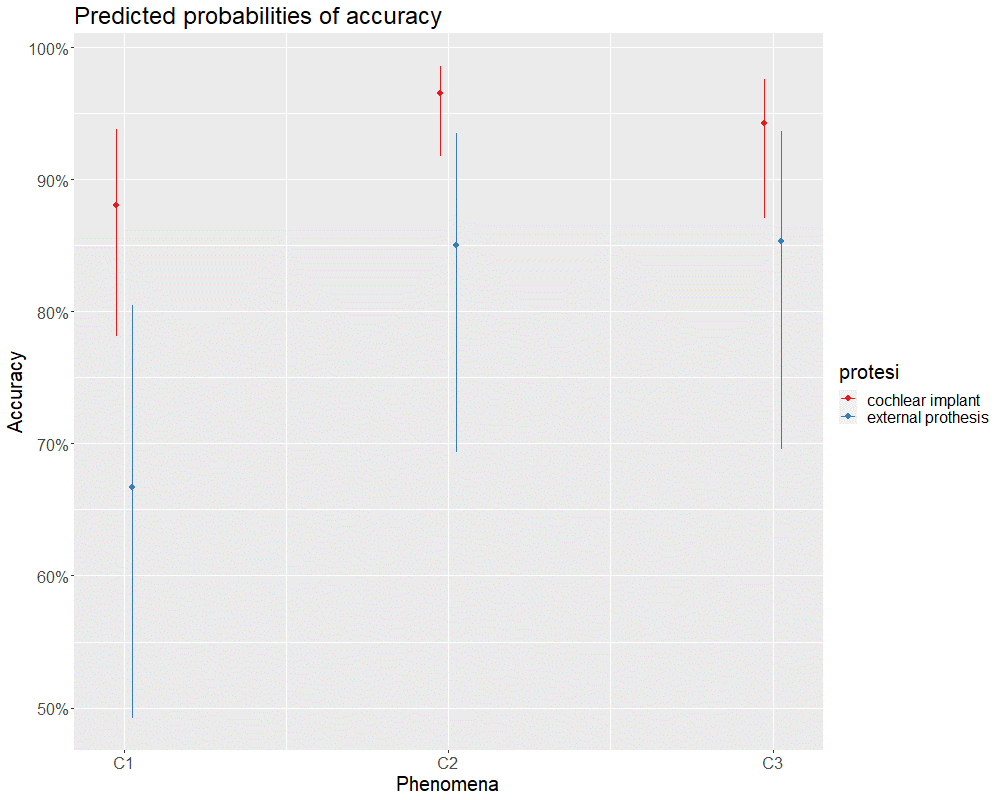 Predicted probabilities of accuracy
100%
90%
80%
70%
60%
50%
Accuracy
C1
C2
C3
Phenomena
protesi
cochlear implant
external prothesis